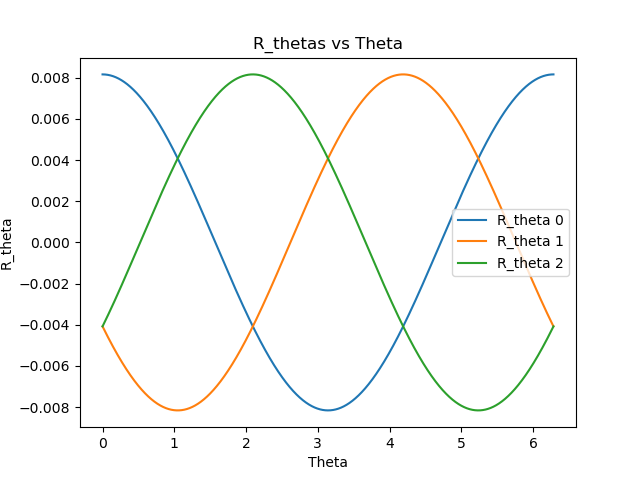 R_thetas vs Theta
0.008
0.006
0.004
0.002
0.000
−0.002
−0.004
−0.006
−0.008
R_theta
R_theta 0
R_theta 1
R_theta 2
0 1 2 3 4 5 6
Theta